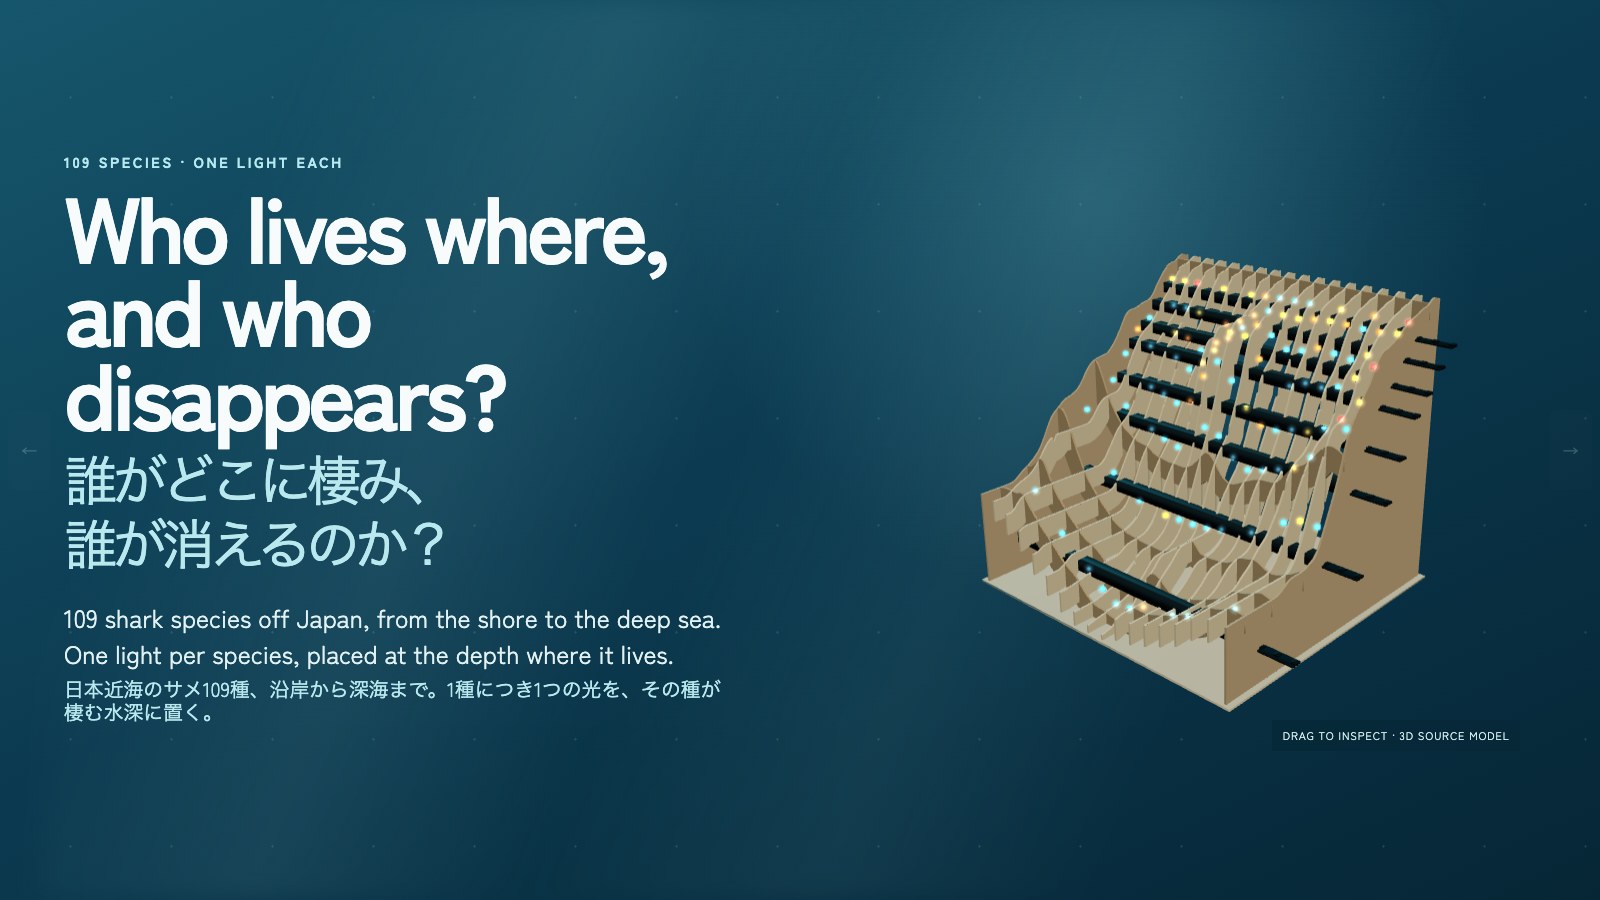 109 SPECIES · ONE LIGHT EACH
Who lives where,
and who
disappears?
誰がどこに棲み、
誰が消えるのか？
109 shark species off Japan, from the shore to the deep sea.
One light per species, placed at the depth where it lives.
日本近海のサメ109種、沿岸から深海まで。1種につき1つの光を、その種が
棲む水深に置く。
←
→
DRAG TO INSPECT · 3D SOURCE MODEL